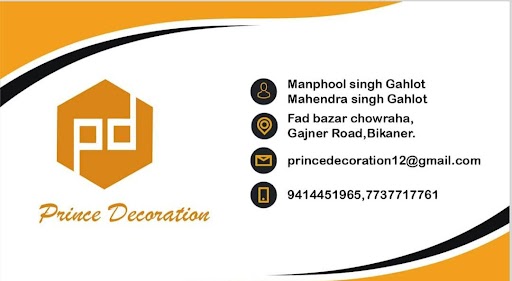 pd
Prince Decoration
Manphool singh Gahlot
Mahendra singh Gahlot
Fad bazar chowraha,
Gajner Road,Bikaner.
princedecoration12@gmail.com
9414451965,7737717761